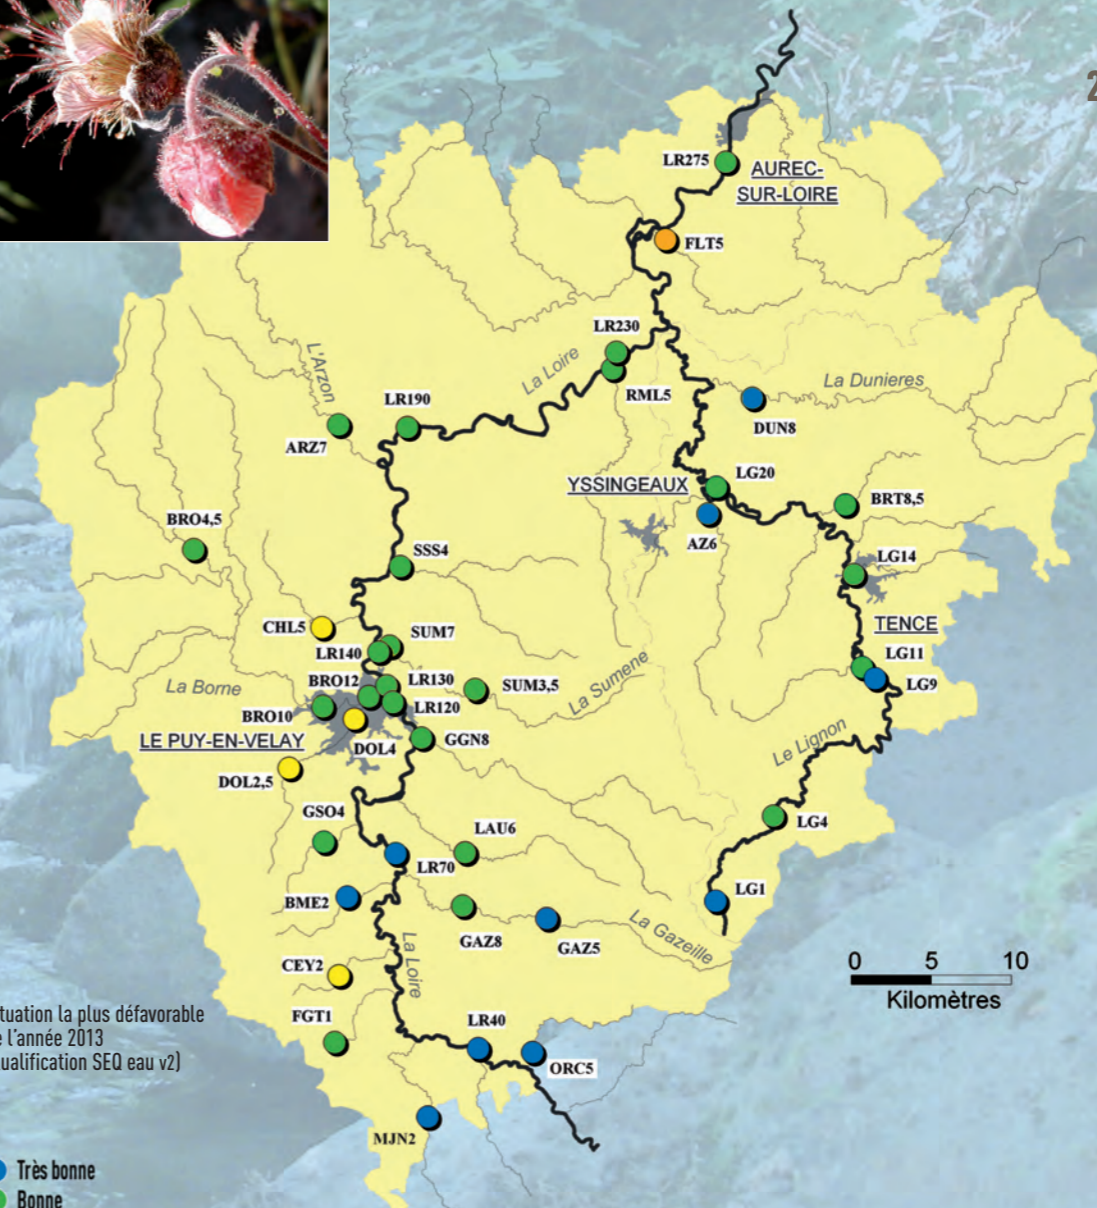 2
LR275
AUREC-
SUR-LOIRE
FLT5
LR230
La Loire
RML5
La Dunieres
DUN8
L'Arzon
LR190
ARZ7
YSSINGEAUX
LG20
BRT8,5
AZ6
BRO4,5
SSS4
LG14
CHL5
SUM7
TENCE
LR140
LG11
BRO12
LR130
SUM3,5
La Sumene
LG9
La Borne
BRO10
LR120
LE PUY-EN-VELAY
DOL4
GGN8
Le Lignon
DOL2,5
GSO4
LAU6
LG4
LR70
BME2
LG1
GAZ8
GAZ5
La Gazeille
CEY2
La Loire
0 5 10
Kilomètres
tuation la plus défavorable
e l'année 2013
ualification SEQ eau v2)
FGT1
LR40
ORC5
MJN2
Très bonne
Bonne